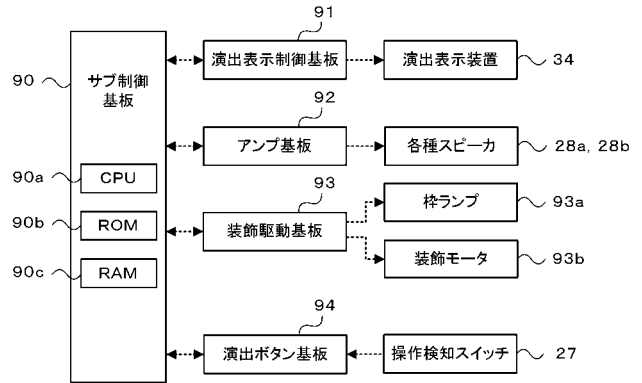 91
90
サブ制御
基板
演出表示制御基板
演出表示装置
34
92
アンプ基板
各種スピーカ
28a, 28b
90a
CPU
93
枠ランプ
93a
90b
ROM
装飾駆動基板
90c
RAM
装飾モータ
93b
94
演出ボタン基板
操作検知スイッチ
27